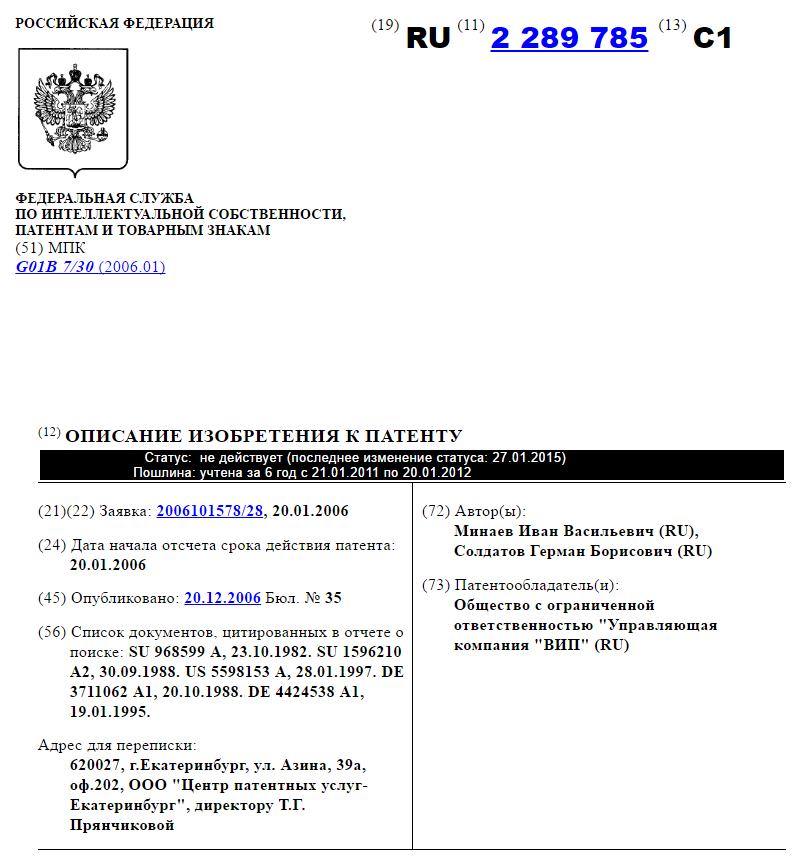 РОССИЙСКАЯ ФЕДЕРАЦИЯ
(19) RU (11) 2 289 785 (13) C1
ФЕДЕРАЛЬНАЯ СЛУЖБА
ПО ИНТЕЛЛЕКТУАЛЬНОЙ СОБСТВЕННОСТИ,
ПАТЕНТАМ И ТОВАРНЫМ ЗНАКАМ
(51) МПК
G01B 7/30 (2006.01)
(12) ОПИСАНИЕ ИЗОБРЕТЕНИЯ К ПАТЕНТУ
Статус: не действует (последнее изменение статуса: 27.01.2015)
Пошлина: учтена за 6 год с 21.01.2011 по 20.01.2012
(21)(22) Заявка: 2006101578/28, 20.01.2006
(24) Дата начала отсчета срока действия патента:
20.01.2006
(45) Опубликовано: 20.12.2006 Бюл. № 35
(56) Список документов, цитированных в отчете о
поиске: SU 968599 A, 23.10.1982. SU 1596210
A2, 30.09.1988. US 5598153 A, 28.01.1997. DE
3711062 A1, 20.10.1988. DE 4424538 A1,
19.01.1995.
Адрес для переписки:
620027, г.Екатеринбург, ул. Азина, 39а,
оф.202, ООО "Центр патентных услуг-
Екатеринбург", директору Т.Г.
Прянчиковой
(72) Автор(ы):
Минаев Иван Васильевич (RU),
Солдатов Герман Борисович (RU)
(73) Патентообладатель(и):
Общество с ограниченной
ответственностью "Управляющая
компания "ВИП" (RU)